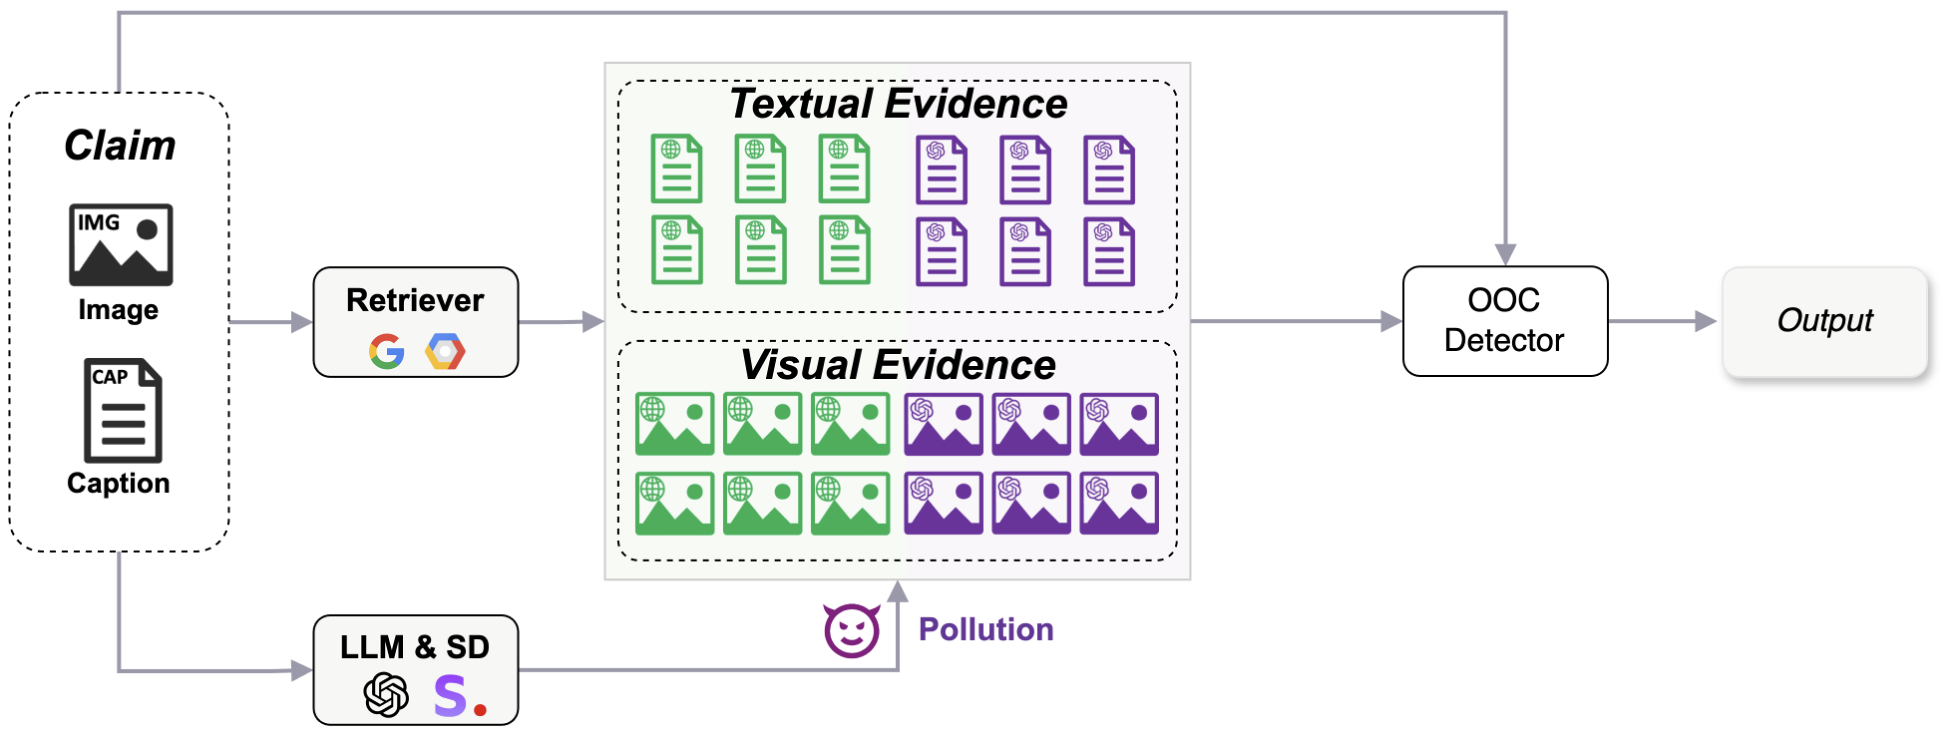 Claim
IMG
Image
CAP
Caption
Retriever
LLM & SD
S.
Textual Evidence
Visual Evidence
Pollution
OOC
Detector
Output